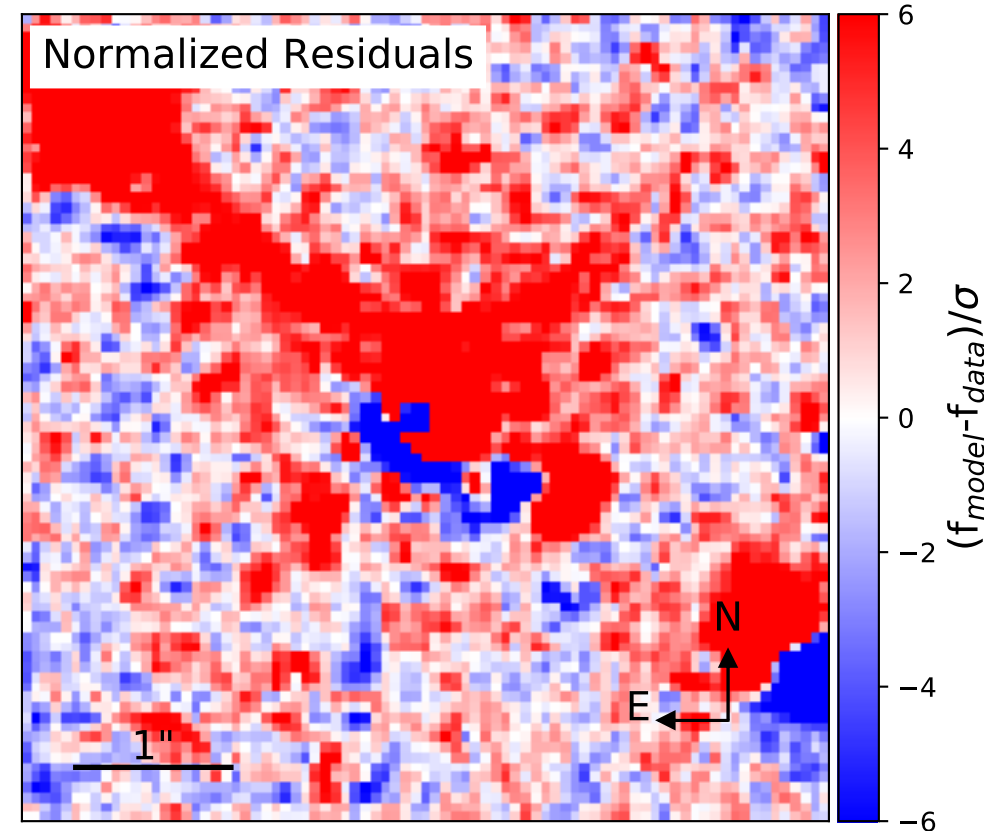 Normalized Residuals
6
4
2
0
−2
−4
−6
(f_model-f_data)/σ
N
E
1"